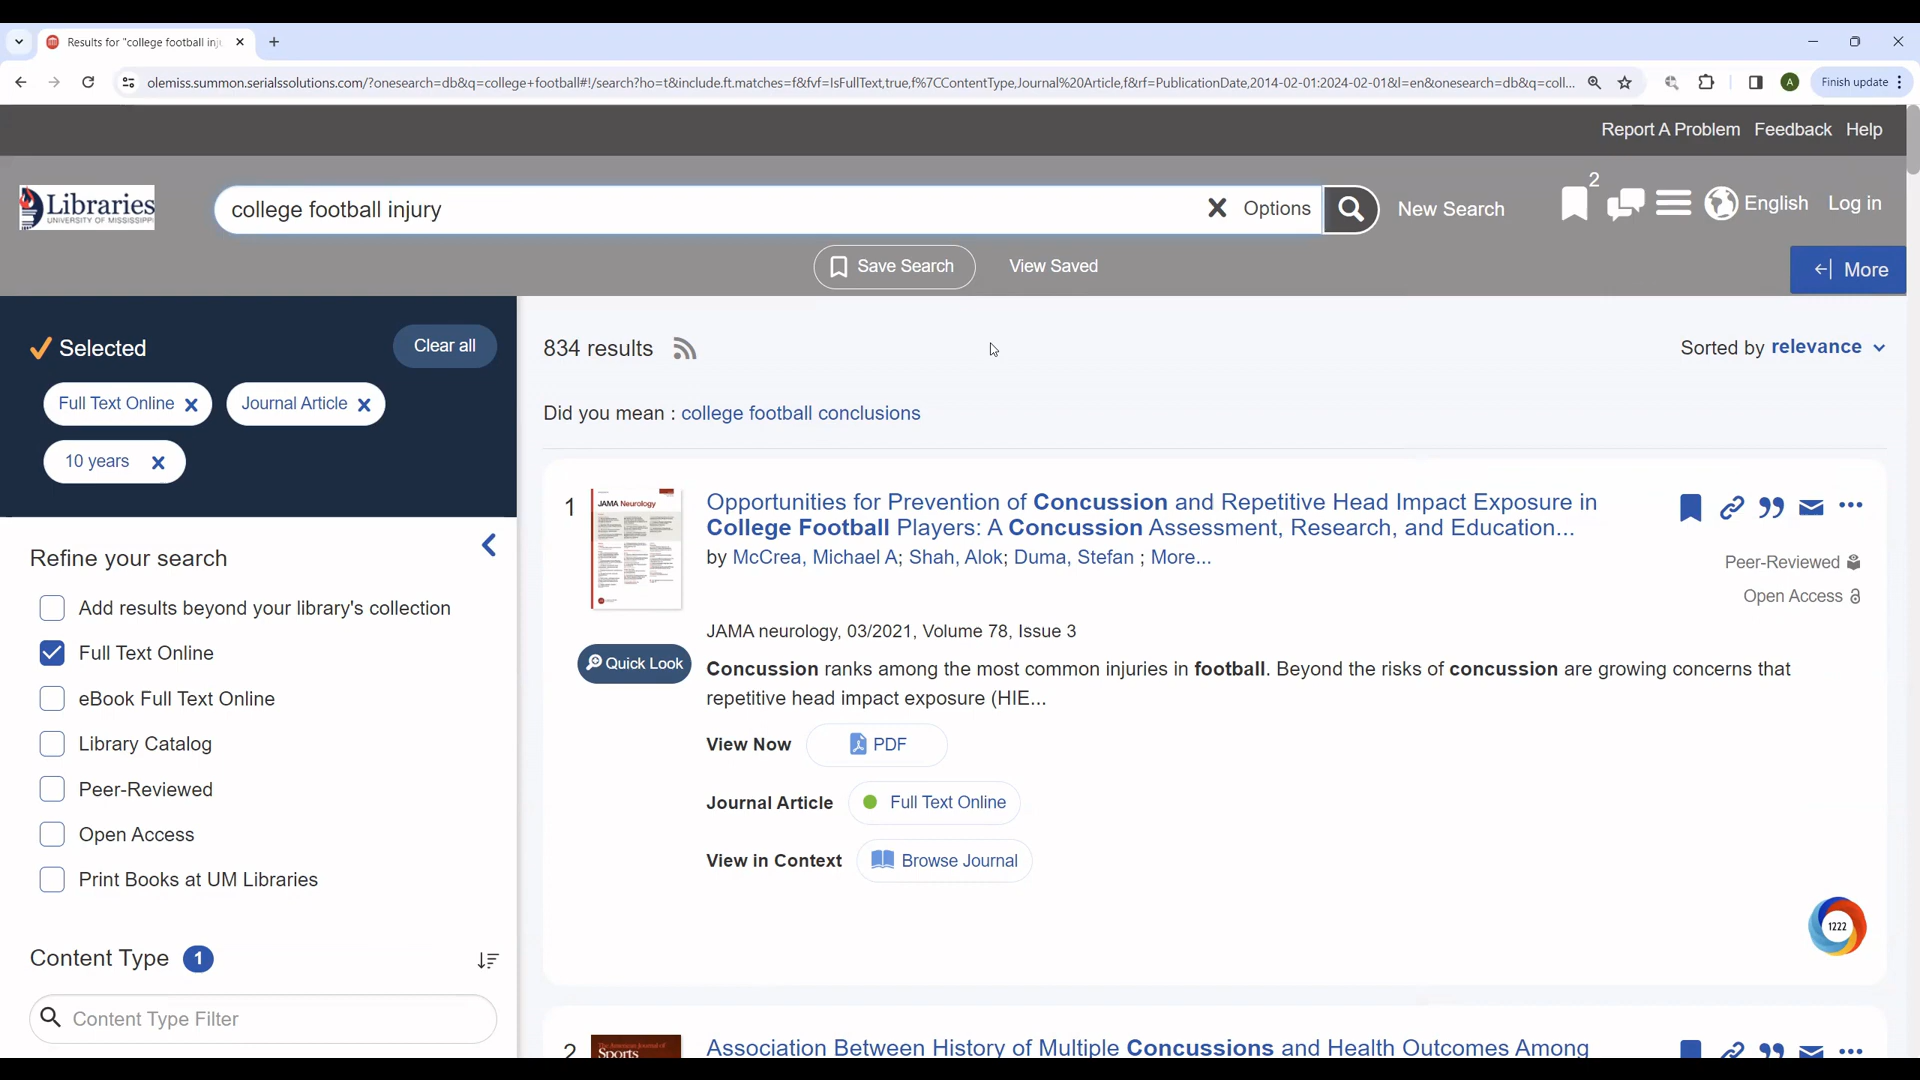 Results for "college football inj
olemiss.summon.serialssolutions.com/?onesearch=db&q=college+football#!/search?ho=t&include.ft.matches=f&fvf=IsFullText,true,f%7CContentType,Journal%20Article,f&rf=PublicationDate,2014-02-01:2024-02-01&l=en&onesearch=db&q=coll...
A
Finish update
Report A Problem Feedback Help
Libraries
UNIVERSITY OF MISSISSIPPI
college football injury
Options
New Search
2
English
Log in
Save Search
View Saved
More
Selected
Clear all
Full Text Online
Journal Article
10 years
834 results
Sorted by relevance
Did you mean : college football conclusions
Refine your search
Add results beyond your library's collection
Full Text Online
eBook Full Text Online
Library Catalog
Peer-Reviewed
Open Access
Print Books at UM Libraries
Content Type 1
Content Type Filter
1
JAMA Neurology
Opportunities for Prevention of Concussion and Repetitive Head Impact Exposure in
College Football Players: A Concussion Assessment, Research, and Education...
by McCrea, Michael A; Shah, Alok; Duma, Stefan ; More...
Peer-Reviewed
Open Access
JAMA neurology, 03/2021, Volume 78, Issue 3
Quick Look
Concussion ranks among the most common injuries in football. Beyond the risks of concussion are growing concerns that
repetitive head impact exposure (HIE...
View Now PDF
Journal Article Full Text Online
View in Context Browse Journal
1222
2
The American Journal of
Sports
Association Between History of Multiple Concussions and Health Outcomes Among